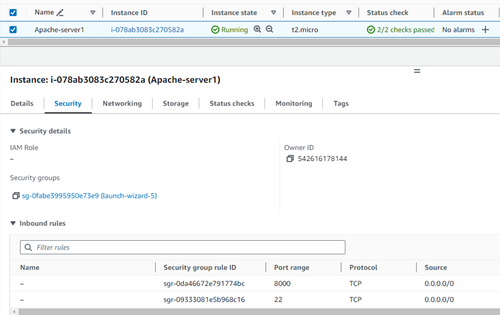 Name Instance ID Instance state Instance type Status check Alarm status
Apache-server1 i-078ab3083c270582a Running t2.micro 2/2 checks passed No alarms +
Instance: i-078ab3083c270582a (Apache-server1)
Details Security Networking Storage Status checks Monitoring Tags
Security details
IAM Role Owner ID
– 542616178144
Security groups
sg-0fabe3995950e73e9 (launch-wizard-5)
Inbound rules
Filter rules
Name Security group rule ID Port range Protocol Source
– sgr-0da46672e791774bc 8000 TCP 0.0.0.0/0
– sgr-09333081e5b968c16 22 TCP 0.0.0.0/0